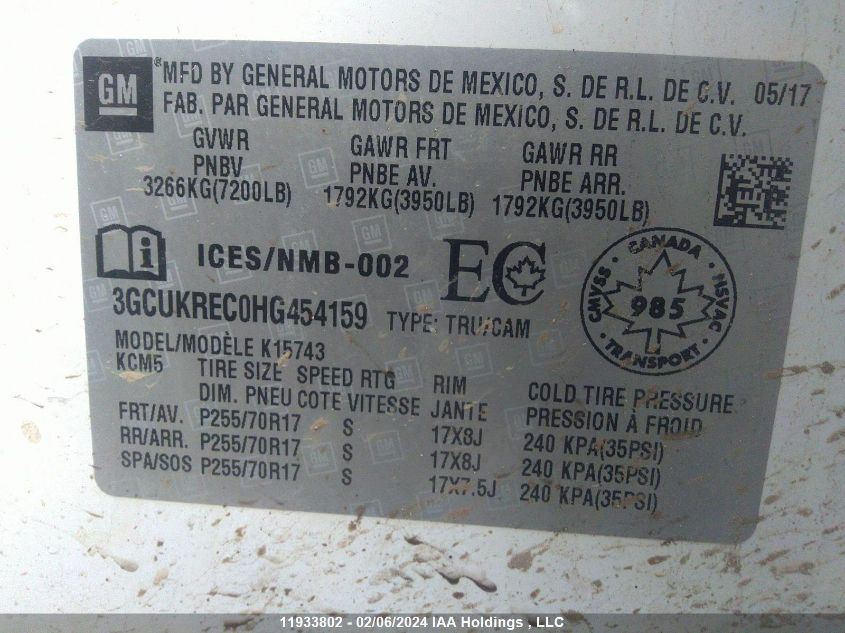 GM ® MFD BY GENERAL MOTORS DE MEXICO, S. DE R.L. DE C.V. 05/17
FAB. PAR GENERAL MOTORS DE MEXICO, S. DE R.L. DE C.V.
GVWR GAWR FRT GAWR RR
PNBV PNBE AV. PNBE ARR.
3266KG(7200LB) 1792KG(3950LB) 1792KG(3950LB)
i ICES/NMB-002 EC
CANADA
CMVSS 985 NSVAC
TRANSPORT
3GCUKREC0HG454159 TYPE: TRU/CAM
MODEL/MODÈLE K15743
KCM5 TIRE SIZE SPEED RTG RIM COLD TIRE PRESSURE
DIM. PNEU COTE VITESSE JANTE PRESSION À FROID
FRT/AV. P255/70R17 S 17X8J 240 KPA(35PSI)
RR/ARR. P255/70R17 S 17X8J 240 KPA(35PSI)
SPA/SOS P255/70R17 S 17X7.5J 240 KPA(35PSI)
11933802 - 02/06/2024 IAA Holdings , LLC